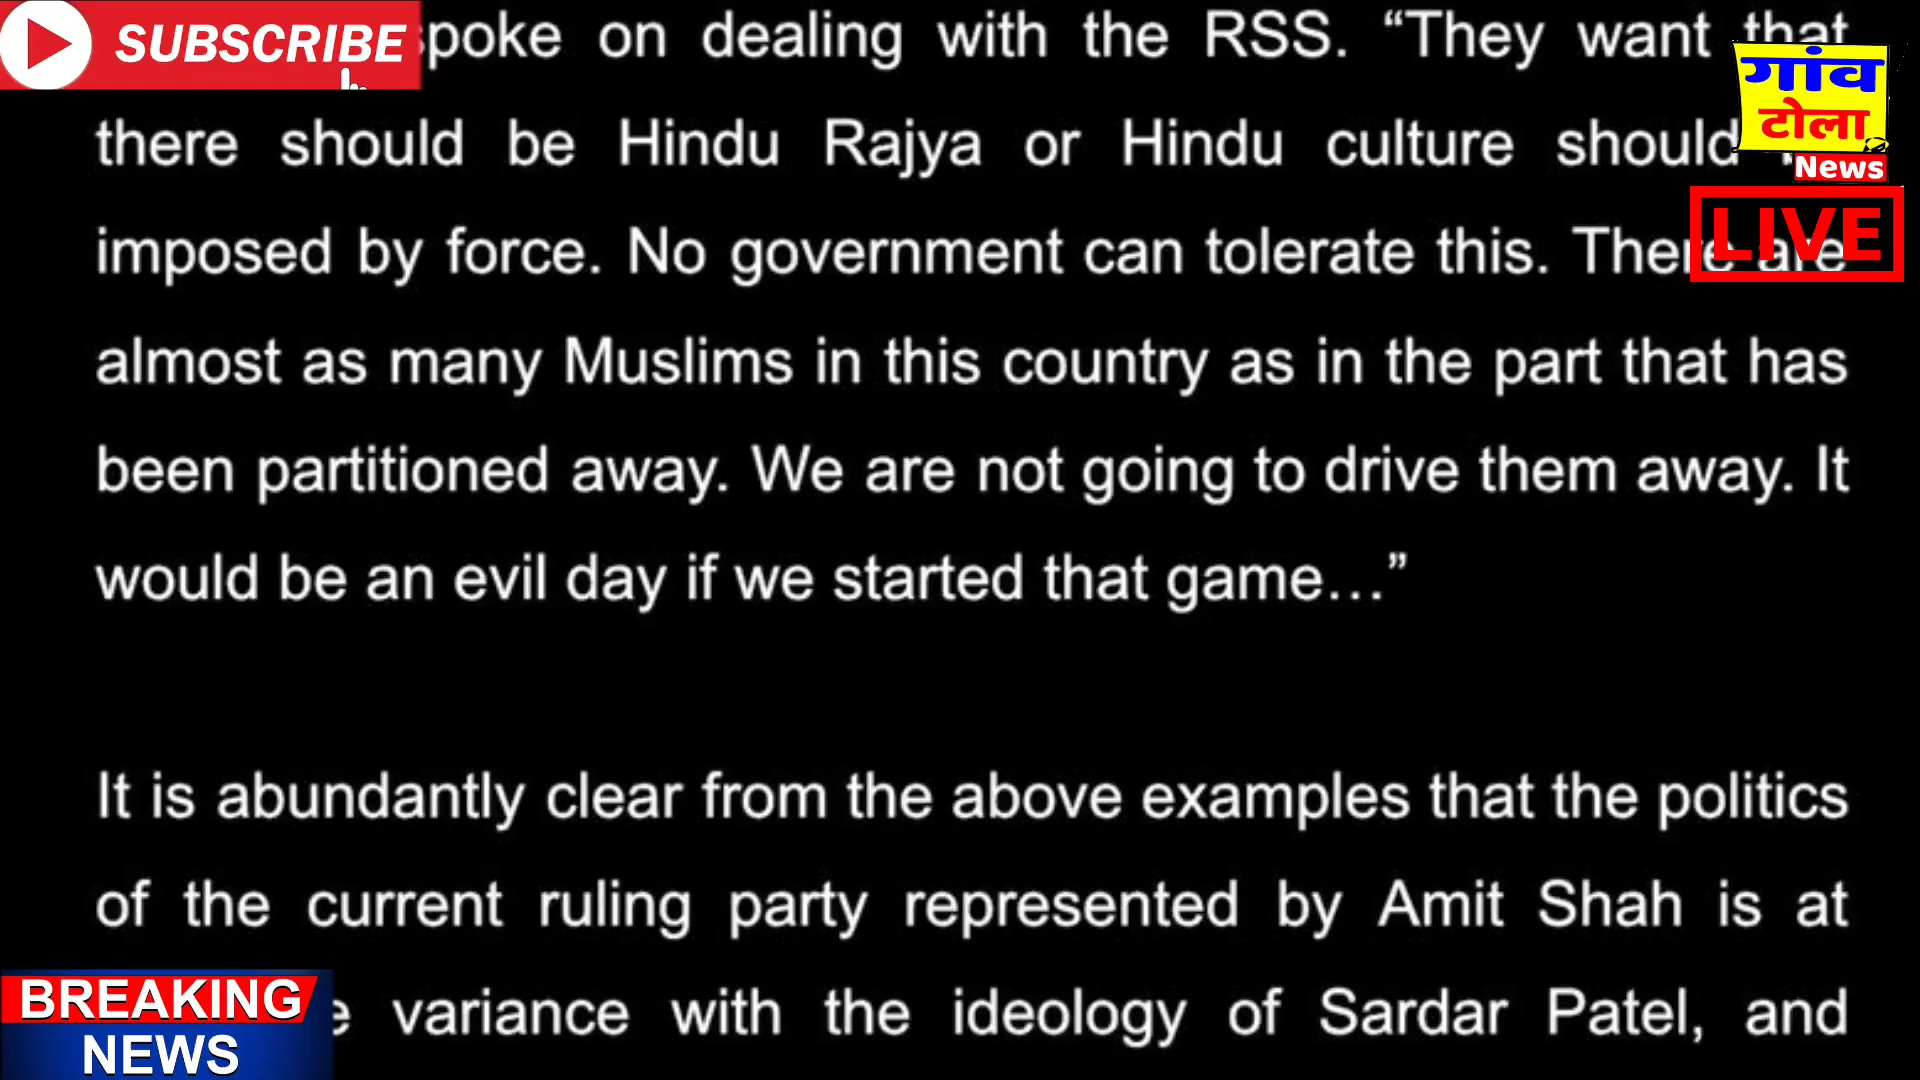 SUBSCRIBE
spoke on dealing with the RSS. “They want that
there should be Hindu Rajya or Hindu culture should
imposed by force. No government can tolerate this. There are
almost as many Muslims in this country as in the part that has
been partitioned away. We are not going to drive them away. It
would be an evil day if we started that game…”
It is abundantly clear from the above examples that the politics
of the current ruling party represented by Amit Shah is at
variance with the ideology of Sardar Patel, and
गांव
टोला
News
LIVE
BREAKING
NEWS